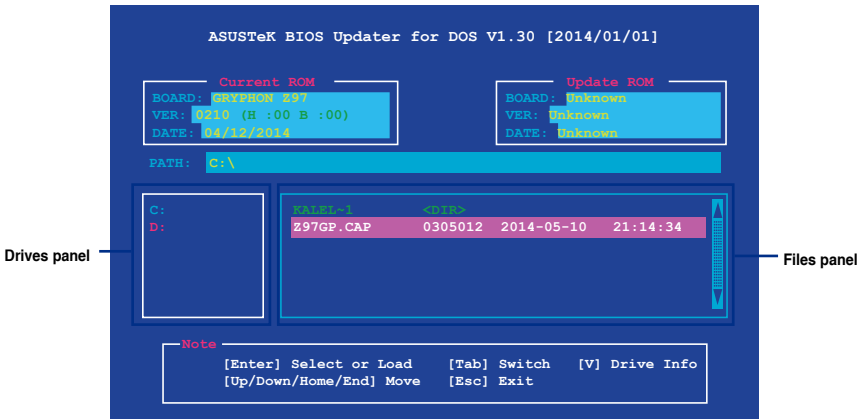 ASUSTeK BIOS Updater for DOS V1.30 [2014/01/01]
Current ROM
BOARD: GRYPHON Z97
VER: 0210 (H :00 B :00)
DATE: 04/12/2014
Update ROM
BOARD: Unknown
VER: Unknown
DATE: Unknown
PATH: C:\
C:
D:
KALEL~1 <DIR>
Z97GP.CAP 0305012 2014-05-10 21:14:34
Drives panel
Files panel
Note
[Enter] Select or Load [Tab] Switch [V] Drive Info
[Up/Down/Home/End] Move [Esc] Exit